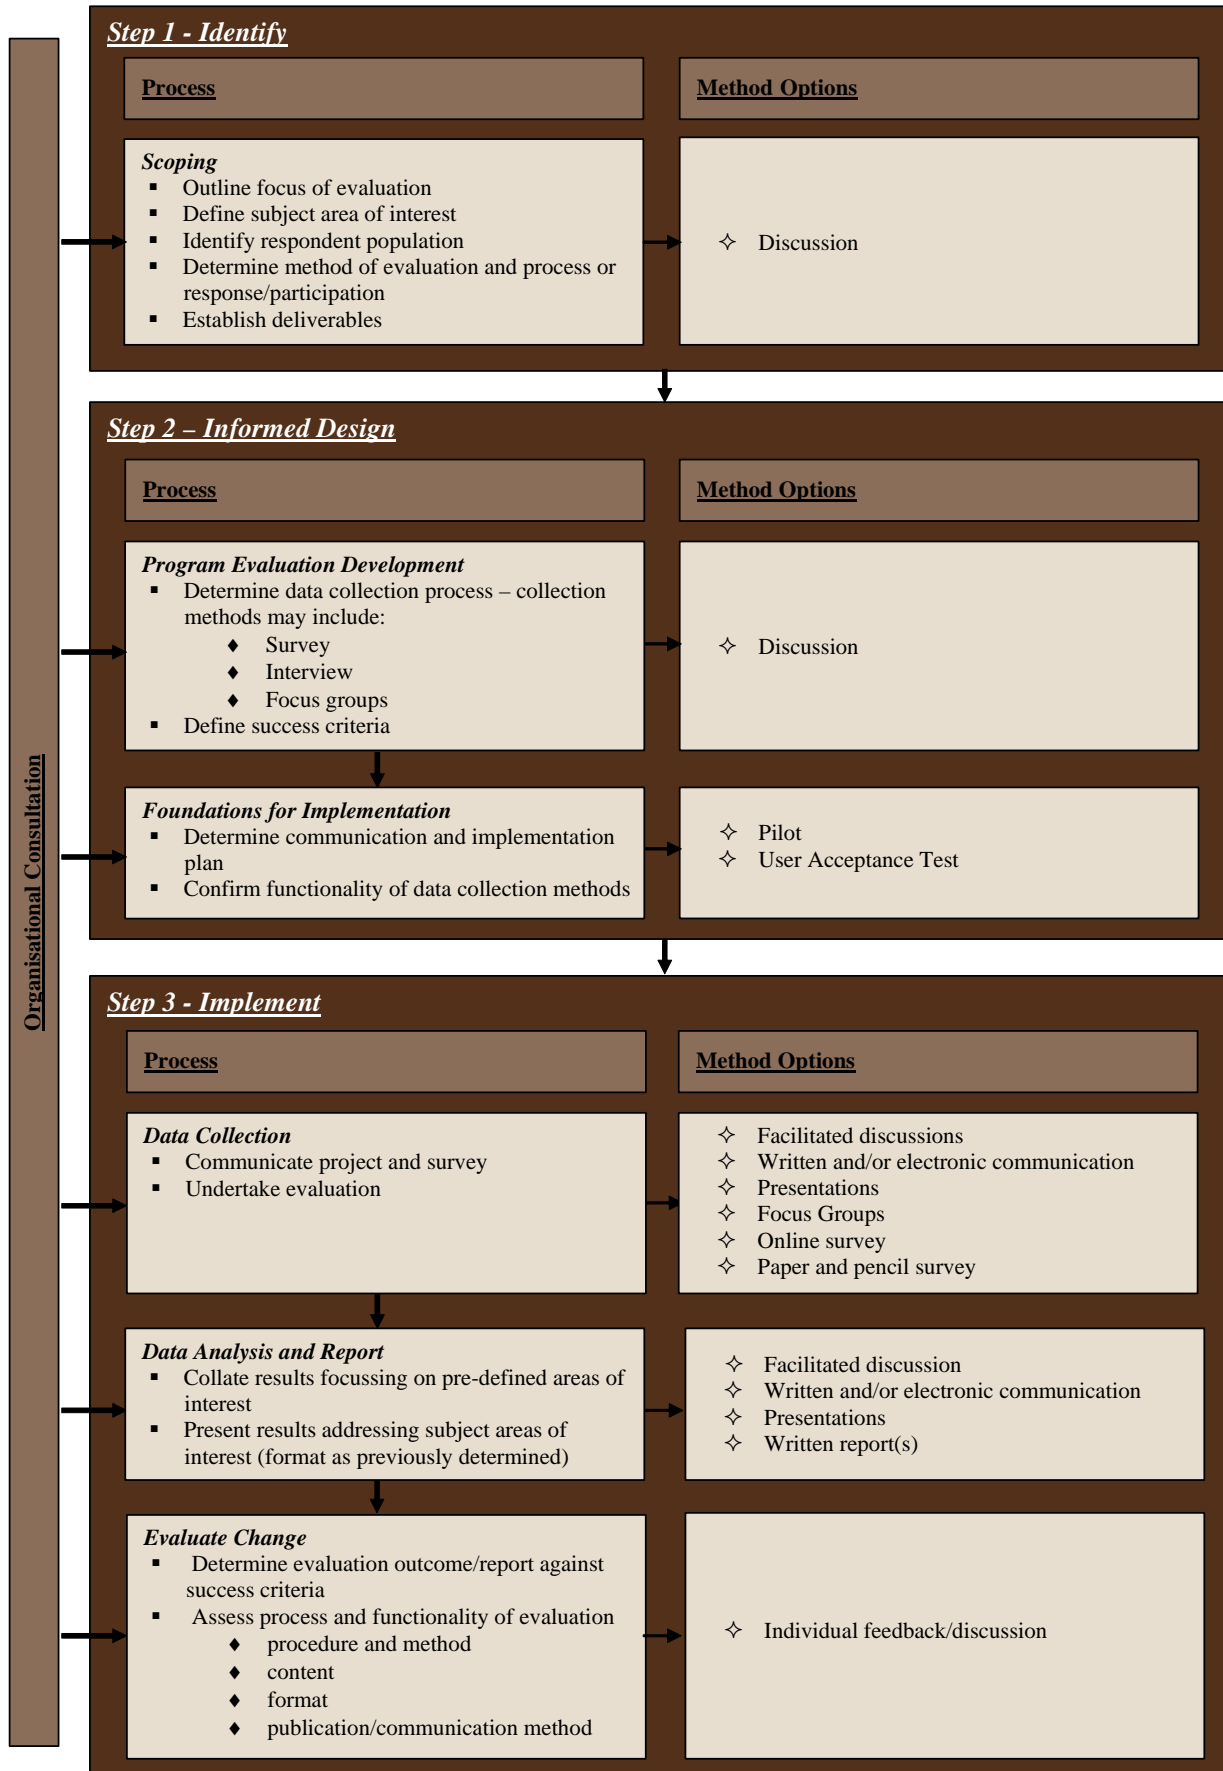 Organisational Consultation
Step 1 - Identify
Process
Method Options
Scoping
▪ Outline focus of evaluation
▪ Define subject area of interest
▪ Identify respondent population
▪ Determine method of evaluation and process or
response/participation
▪ Establish deliverables
✧ Discussion
Step 2 – Informed Design
Process
Method Options
Program Evaluation Development
▪ Determine data collection process – collection
methods may include:
♦ Survey
♦ Interview
♦ Focus groups
▪ Define success criteria
✧ Discussion
Foundations for Implementation
▪ Determine communication and implementation
plan
▪ Confirm functionality of data collection methods
✧ Pilot
✧ User Acceptance Test
Step 3 - Implement
Process
Method Options
Data Collection
▪ Communicate project and survey
▪ Undertake evaluation
✧ Facilitated discussions
✧ Written and/or electronic communication
✧ Presentations
✧ Focus Groups
✧ Online survey
✧ Paper and pencil survey
Data Analysis and Report
▪ Collate results focussing on pre-defined areas of
interest
▪ Present results addressing subject areas of
interest (format as previously determined)
✧ Facilitated discussion
✧ Written and/or electronic communication
✧ Presentations
✧ Written report(s)
Evaluate Change
▪ Determine evaluation outcome/report against
success criteria
▪ Assess process and functionality of evaluation
♦ procedure and method
♦ content
♦ format
♦ publication/communication method
✧ Individual feedback/discussion